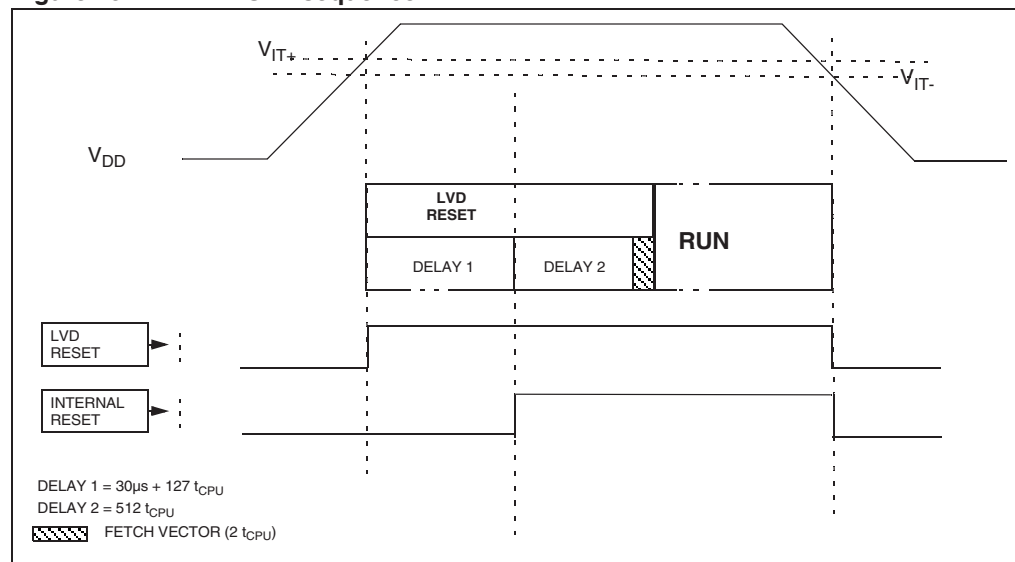 V_IT+
V_IT-
V_DD
LVD
RESET
RUN
DELAY 1
DELAY 2
LVD
RESET
INTERNAL
RESET
DELAY 1 = 30µs + 127 t_CPU
DELAY 2 = 512 t_CPU
FETCH VECTOR (2 t_CPU)